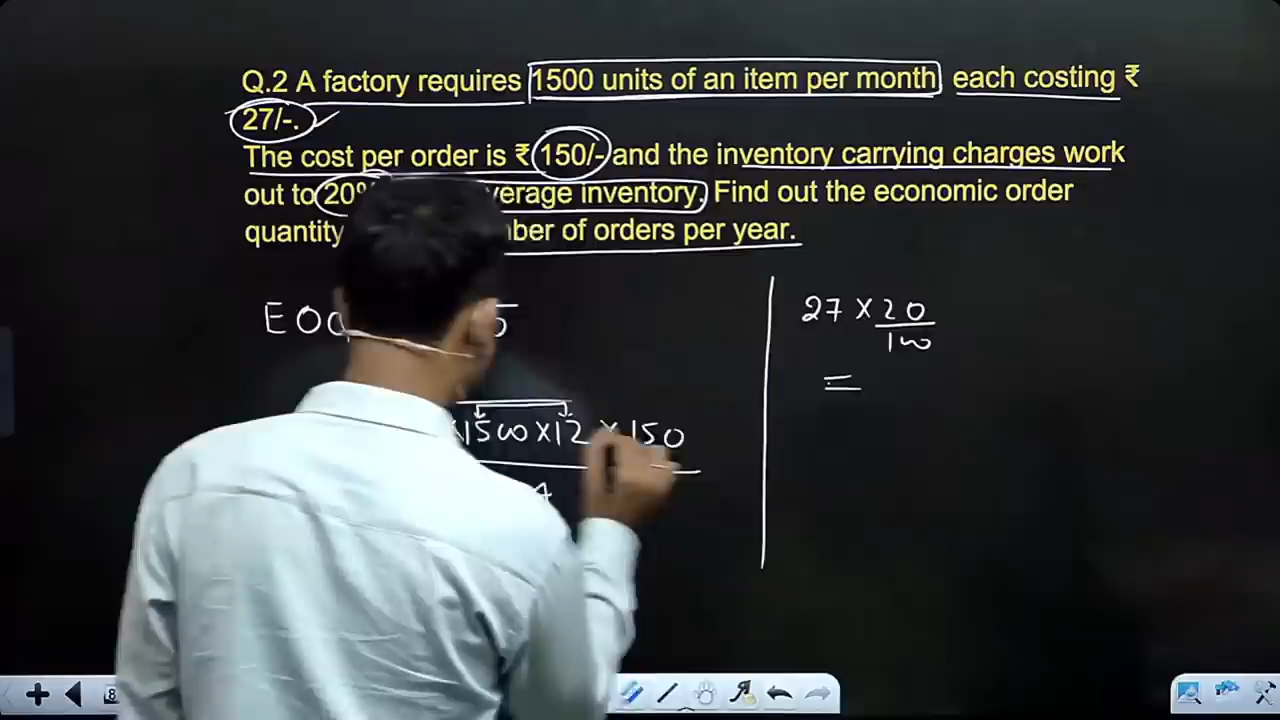 Q.2 A factory requires 1500 units of an item per month each costing ₹
27/-.
The cost per order is ₹ 150/- and the inventory carrying charges work
out to 20% verage inventory. Find out the economic order
quantity ber of orders per year.
EOQ
27 × 20
100
=
1500 × 12 × 150
8